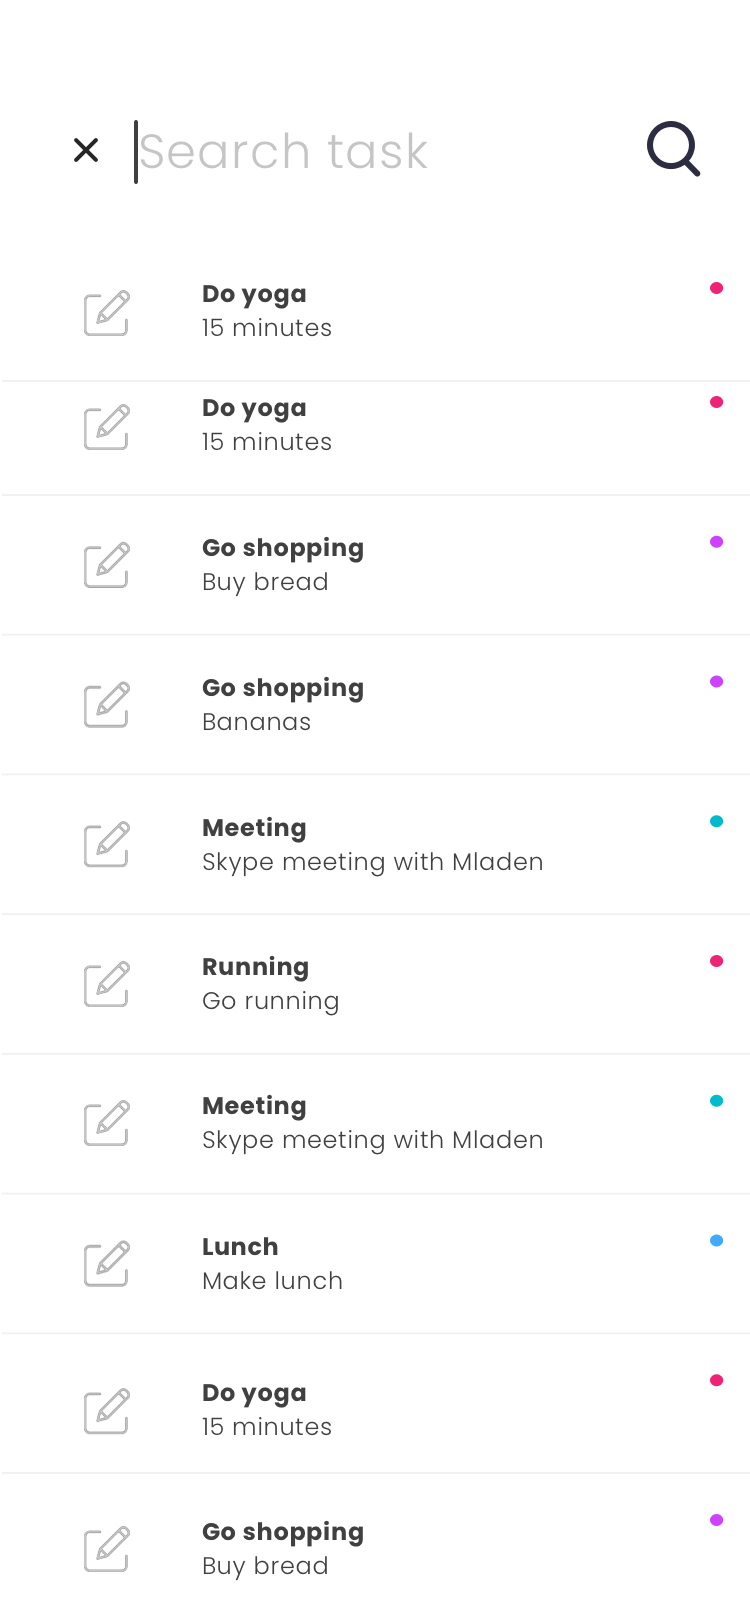 Search task
Do yoga
15 minutes
Do yoga
15 minutes
Go shopping
Buy bread
Go shopping
Bananas
Meeting
Skype meeting with Mladen
Running
Go running
Meeting
Skype meeting with Mladen
Lunch
Make lunch
Do yoga
15 minutes
Go shopping
Buy bread